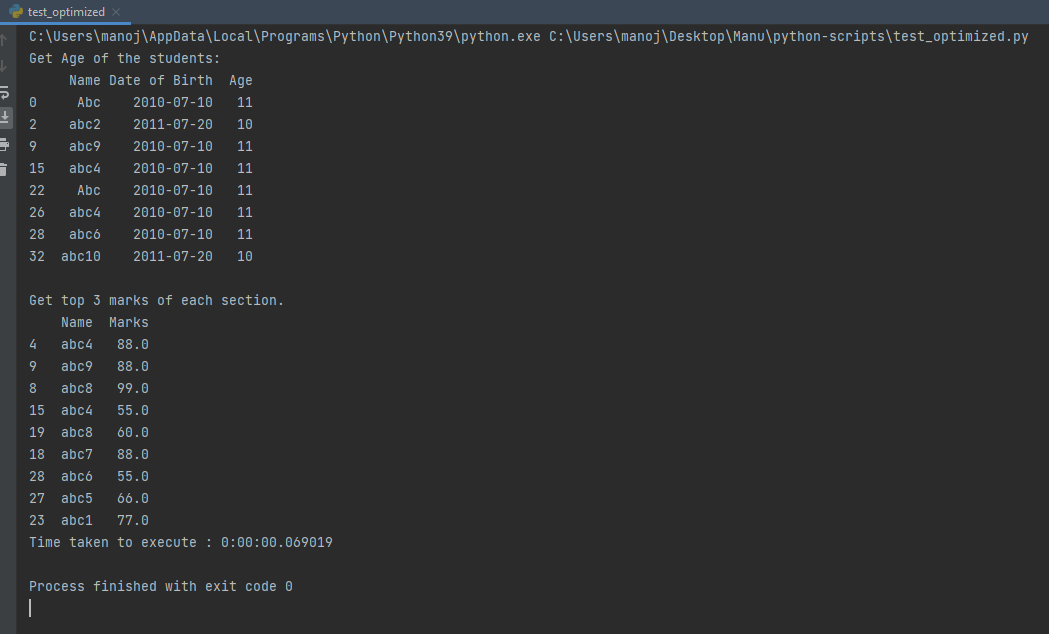 test_optimized
C:\Users\manoj\AppData\Local\Programs\Python\Python39\python.exe C:\Users\manoj\Desktop\Manu\python-scripts\test_optimized.py
Get Age of the students:
     Name Date of Birth  Age
0     Abc    2010-07-10   11
2    abc2    2011-07-20   10
9    abc9    2010-07-10   11
15   abc4    2010-07-10   11
22    Abc    2010-07-10   11
26   abc4    2010-07-10   11
28   abc6    2010-07-10   11
32  abc10    2011-07-20   10
Get top 3 marks of each section.
    Name  Marks
4   abc4   88.0
9   abc9   88.0
8   abc8   99.0
15  abc4   55.0
19  abc8   60.0
18  abc7   88.0
28  abc6   55.0
27  abc5   66.0
23  abc1   77.0
Time taken to execute : 0:00:00.069019
Process finished with exit code 0